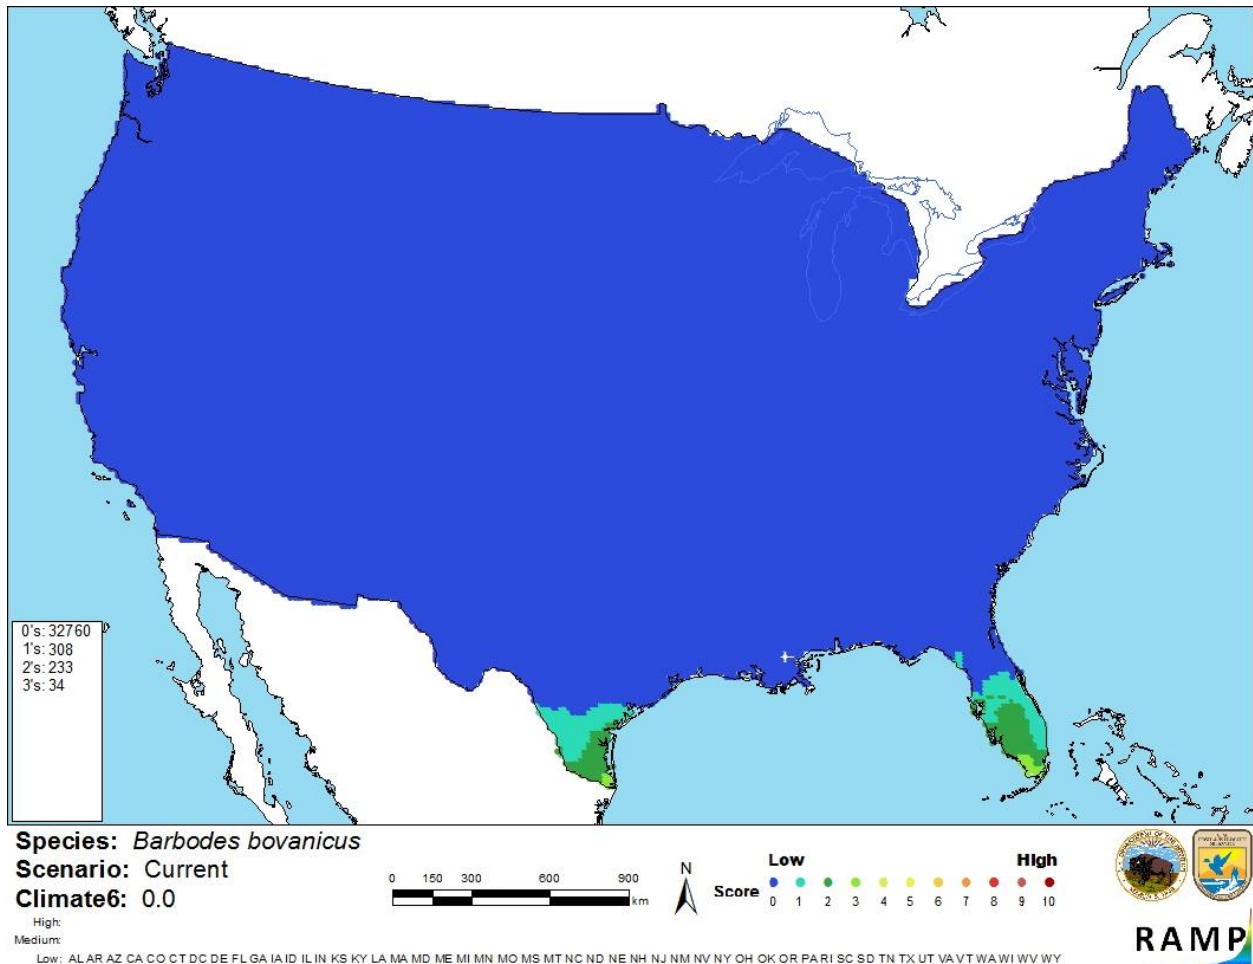 0's: 32760
1's: 308
2's: 233
3's: 34
Species: Barbodes bovanicus
Scenario: Current
Climate6: 0.0
High:
Medium:
Low: AL AR AZ CA CO CT DC DE FL GA IA ID IL IN KS KY LA MA MD ME MI MN MO MS MT NC ND NE NH NJ NM NV NY OH OK OR PA RI SC SD TN TX UT VA VT WA WI WV WY
0 150 300 600 900
km
N
Low High
Score 0 1 2 3 4 5 6 7 8 9 10
RAMP